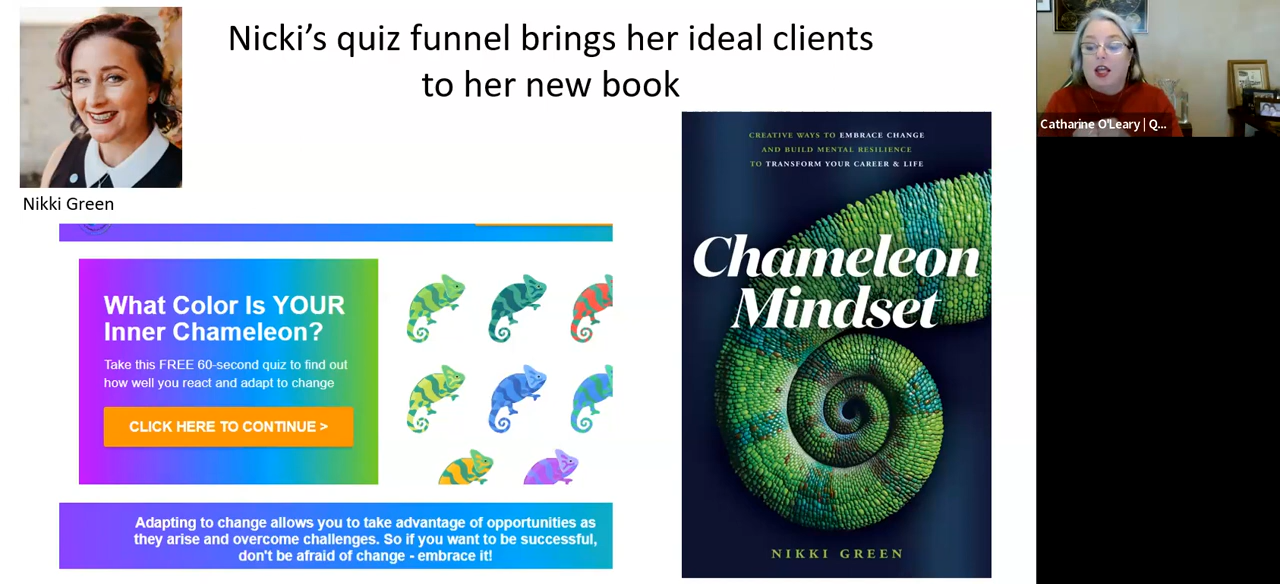 Nicki’s quiz funnel brings her ideal clients
to her new book
Nikki Green
What Color Is YOUR
Inner Chameleon?
Take this FREE 60-second quiz to find out
how well you react and adapt to change
CLICK HERE TO CONTINUE >
Adapting to change allows you to take advantage of opportunities as
they arise and overcome challenges. So if you want to be successful,
don't be afraid of change - embrace it!
CREATIVE WAYS TO EMBRACE CHANGE
AND BUILD MENTAL RESILIENCE
TO TRANSFORM YOUR CAREER & LIFE
Chameleon
Mindset
NIKKI GREEN
Catharine O'Leary | Q...